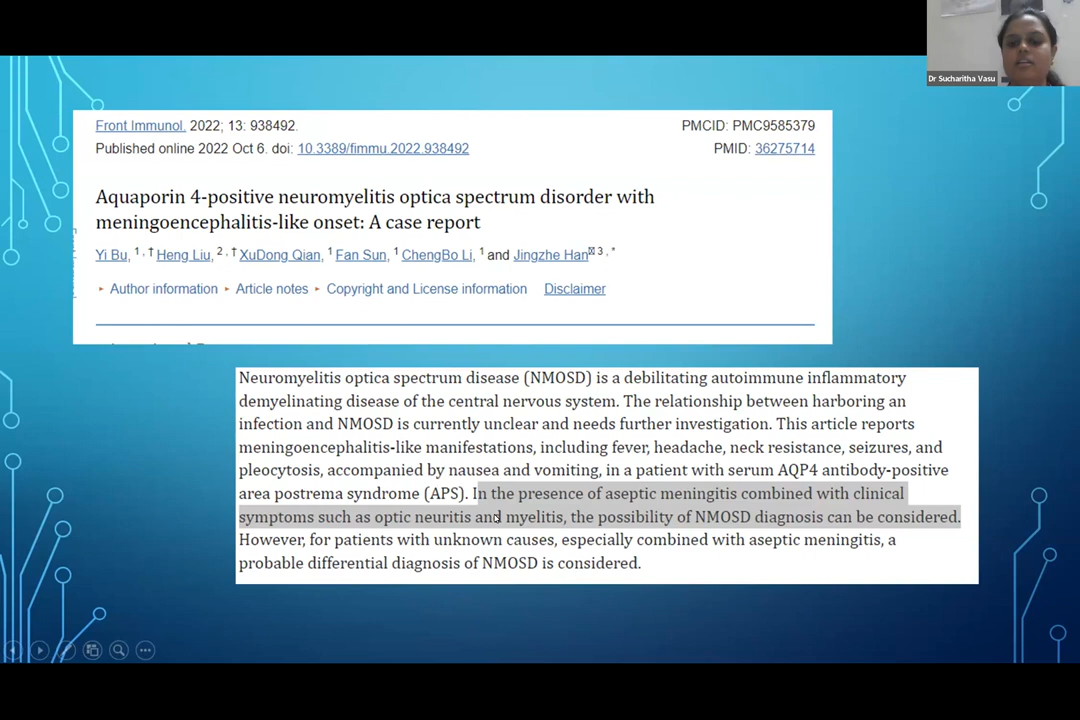 Dr Sucharitha Vasu
Front Immunol. 2022; 13: 938492.
PMCID: PMC9585379
Published online 2022 Oct 6. doi: 10.3389/fimmu.2022.938492
PMID: 36275714
Aquaporin 4-positive neuromyelitis optica spectrum disorder with
meningoencephalitis-like onset: A case report
Yi Bu, 1 , † Heng Liu, 2 , † XuDong Qian, 1 Fan Sun, 1 ChengBo Li, 1 and Jingzhe Han 3 , *
Author information Article notes Copyright and License information Disclaimer
Neuromyelitis optica spectrum disease (NMOSD) is a debilitating autoimmune inflammatory
demyelinating disease of the central nervous system. The relationship between harboring an
infection and NMOSD is currently unclear and needs further investigation. This article reports
meningoencephalitis-like manifestations, including fever, headache, neck resistance, seizures, and
pleocytosis, accompanied by nausea and vomiting, in a patient with serum AQP4 antibody-positive
area postrema syndrome (APS). In the presence of aseptic meningitis combined with clinical
symptoms such as optic neuritis and myelitis, the possibility of NMOSD diagnosis can be considered.
However, for patients with unknown causes, especially combined with aseptic meningitis, a
probable differential diagnosis of NMOSD is considered.